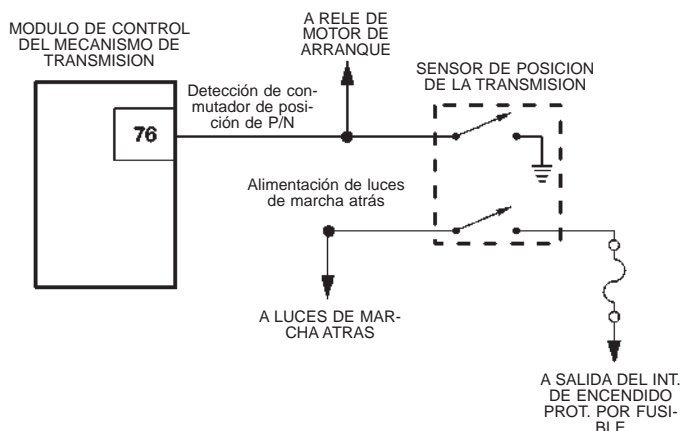 MODULO DE CONTROL
DEL MECANISMO DE
TRANSMISION
A RELE DE
MOTOR DE
ARRANQUE
SENSOR DE POSICION
DE LA TRANSMISION
Detección de con-
mutador de posi-
ción de P/N
76
Alimentación de luces
de marcha atrás
A LUCES DE MAR-
CHA ATRAS
A SALIDA DEL INT.
DE ENCENDIDO
PROT. POR FUSI-
BLE